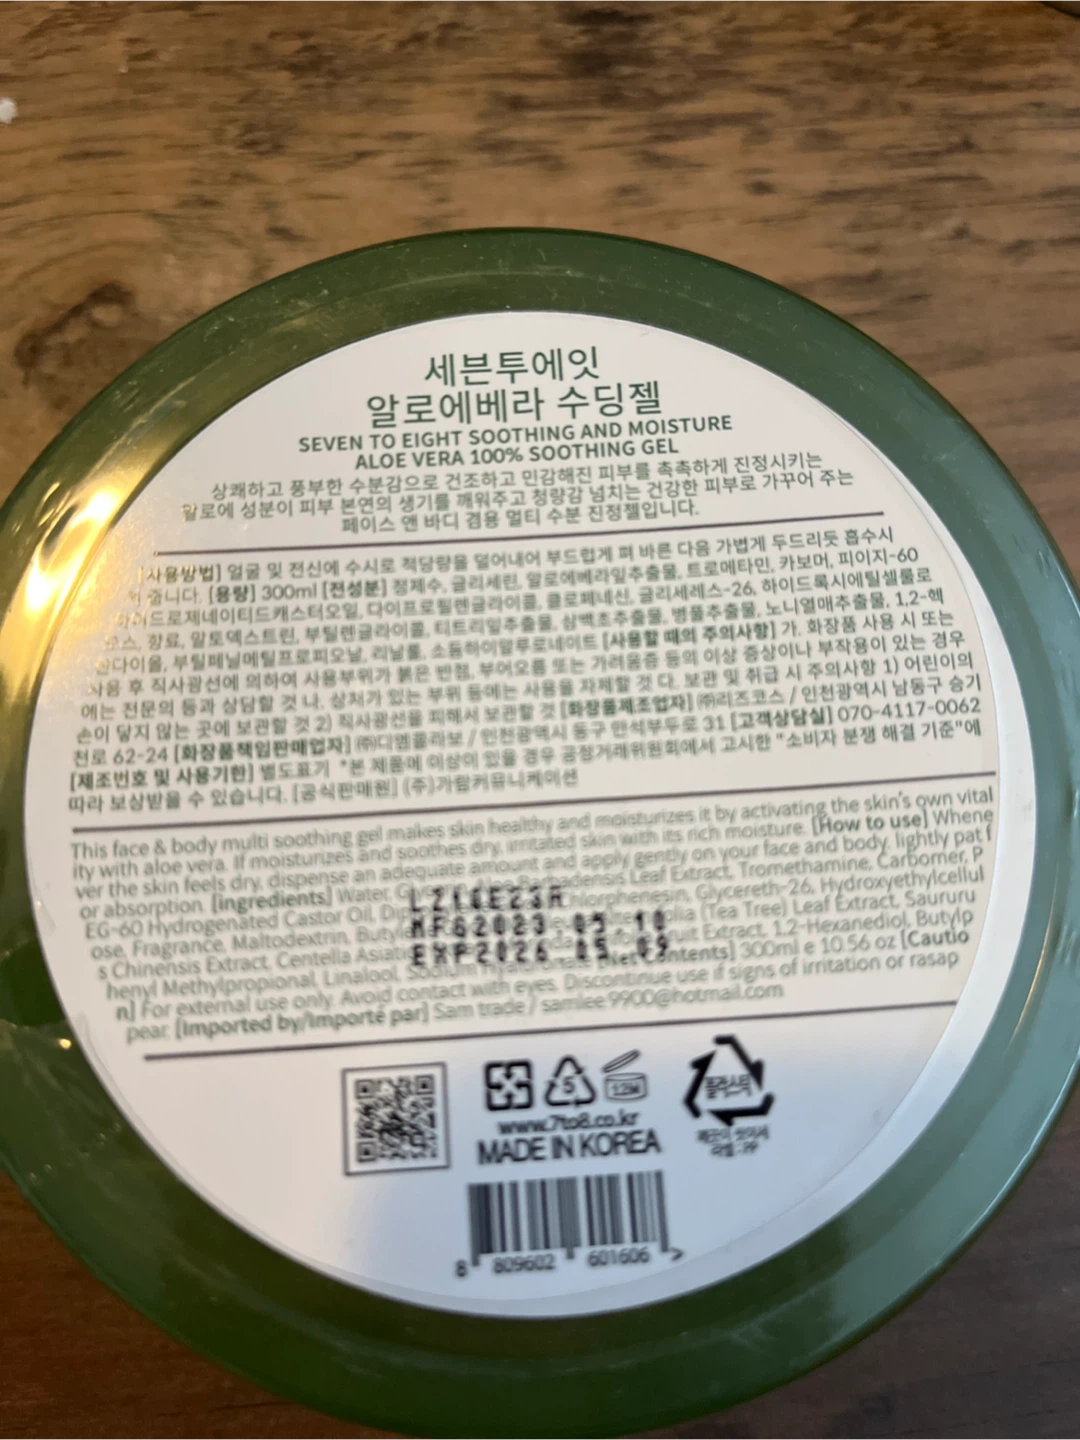 세븐투에잇
알로에베라 수딩젤
SEVEN TO EIGHT SOOTHING AND MOISTURE
ALOE VERA 100% SOOTHING GEL
상쾌하고 풍부한 수분감으로 건조하고 민감해진 피부를 촉촉하게 진정시키는
알로에 성분이 피부 본연의 생기를 깨워주고 청량감 넘치는 건강한 피부로 가꾸어 주는
페이스 앤 바디 겸용 멀티 수분 진정젤입니다.
[사용방법] 얼굴 및 전신에 수시로 적당량을 덜어내어 부드럽게 펴 바른 다음 가볍게 두드리듯 흡수시
켜 줍니다. [용량] 300ml [전성분] 정제수, 글리세린, 알로에베라잎추출물, 트로메타민, 카보머, 피이지-60
하이드로제네이티드캐스터오일, 다이프로필렌글라이콜, 클로페네신, 글리세레스-26, 하이드록시에틸셀룰로
오스, 향료, 말토덱스트린, 부틸렌글라이콜, 티트리잎추출물, 삼백초추출물, 병풀추출물, 노니열매추출물, 1,2-헥
산다이올, 부틸페닐메틸프로피오날, 리날룰, 소듐하이알루로네이트 [사용할 때의 주의사항] 가. 화장품 사용 시 또는
사용 후 직사광선에 의하여 사용부위가 붉은 반점, 부어오름 또는 가려움증 등의 이상 증상이나 부작용이 있는 경우
에는 전문의 등과 상담할 것 나. 상처가 있는 부위 등에는 사용을 자제할 것 다. 보관 및 취급 시 주의사항 1) 어린이의
손이 닿지 않는 곳에 보관할 것 2) 직사광선을 피해서 보관할 것 [화장품제조업자] ㈜리즈코스 / 인천광역시 남동구 승기
천로 62-24 [화장품책임판매업자] ㈜디엠콜라보 / 인천광역시 동구 만석부두로 31 [고객상담실] 070-4117-0062
[제조번호 및 사용기한] 별도표기 *본 제품에 이상이 있을 경우 공정거래위원회에서 고시한 "소비자 분쟁 해결 기준"에
따라 보상받을 수 있습니다. [공식판매원] (주)가람커뮤니케이션
This face & body multi soothing gel makes skin healthy and moisturizes it by activating the skin's own vital
ity with aloe vera. If moisturizes and soothes dry, irritated skin with its rich moisture. [How to use] Whene
ver the skin feels dry, dispense an adequate amount and apply gently on your face and body. lightly pat f
or absorption. [ingredients] Water, Barbadensis Leaf Extract, Tromethamine, Carbomer, P
EG-60 Hydrogenated Castor Oil, Chlorphenesin, Glycereth-26, Hydroxyethylcellul
ose, Fragrance, Maltodextrin, (Tea Tree) Leaf Extract, Saururu
s Chinensis Extract, Centella Fruit Extract, 1,2-Hexanediol, Butylp
henyl Methylpropional, Linalool, Sodium [Net Contents] 300ml e 10.56 oz [Cautio
n] For external use only. Avoid contact with eyes. Discontinue use if signs of irritation or rasap
pear. [Imported by/Importé par] Sam trade / samlee 9900@hotmail.com
LZ10E23A
MFG2023.05.10
EXP2026.05.09
5
12M
플라스틱
www.7to8.co.kr
MADE IN KOREA
8 809602 601606 >